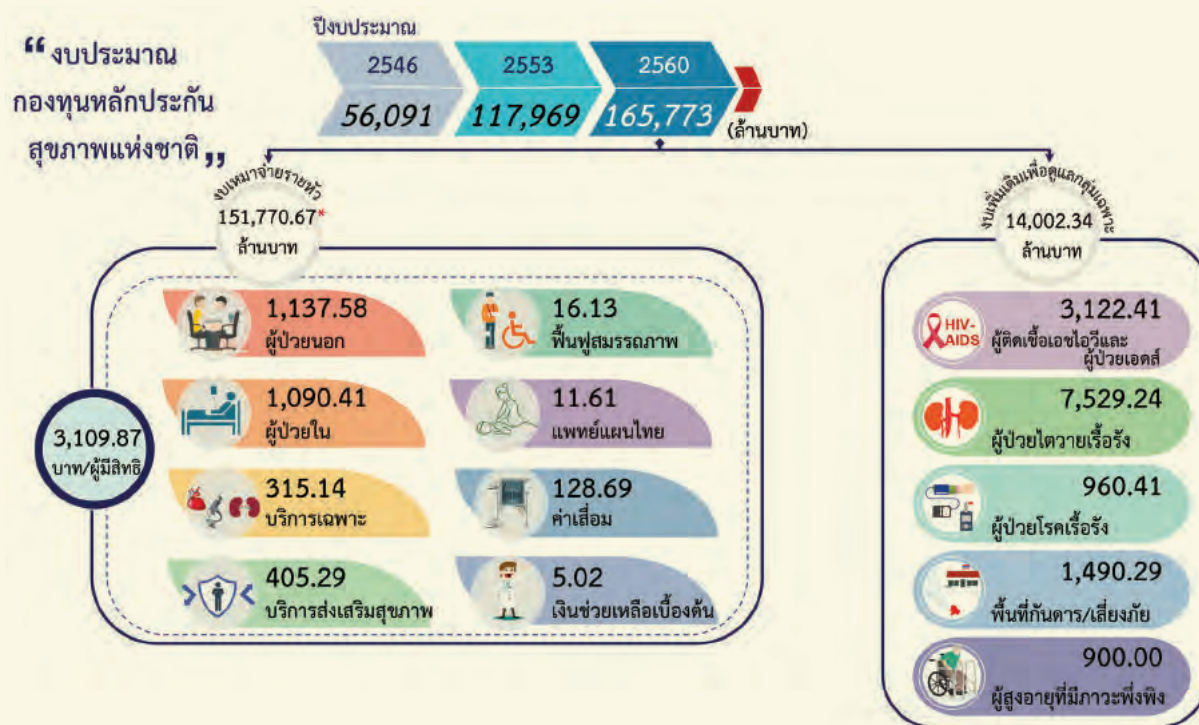 “ งบประมาณ
กองทุนหลักประกัน
สุขภาพแห่งชาติ ”
ปีงบประมาณ
2546
2553
2560
56,091
117,969
165,773
(ล้านบาท)
งบเหมาจ่ายรายหัว
151,770.67*
ล้านบาท
3,109.87
บาท/ผู้มีสิทธิ
1,137.58
ผู้ป่วยนอก
1,090.41
ผู้ป่วยใน
315.14
บริการเฉพาะ
405.29
บริการส่งเสริมสุขภาพ
16.13
ฟื้นฟูสมรรถภาพ
11.61
แพทย์แผนไทย
128.69
ค่าเสื่อม
5.02
เงินช่วยเหลือเบื้องต้น
งบเพิ่มเติมเพื่อดูแลกลุ่มเฉพาะ
14,002.34
ล้านบาท
HIV-
AIDS
3,122.41
ผู้ติดเชื้อเอชไอวีและ
ผู้ป่วยเอดส์
7,529.24
ผู้ป่วยไตวายเรื้อรัง
960.41
ผู้ป่วยโรคเรื้อรัง
1,490.29
พื้นที่กันดาร/เสี่ยงภัย
900.00
ผู้สูงอายุที่มีภาวะพึ่งพิง